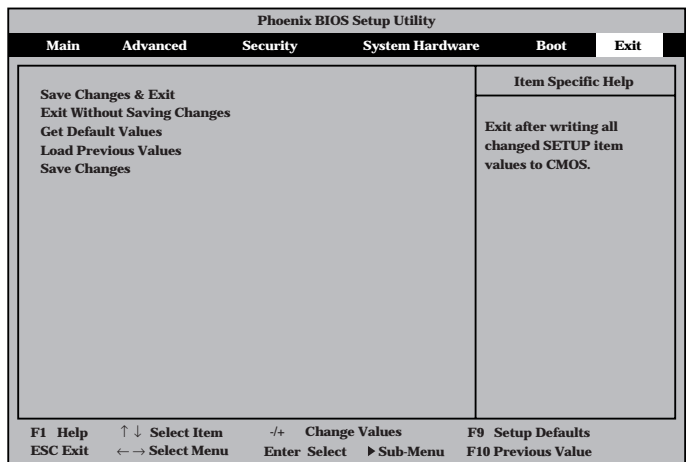 Phoenix BIOS Setup Utility
Main Advanced Security System Hardware Boot Exit
Save Changes & Exit
Exit Without Saving Changes
Get Default Values
Load Previous Values
Save Changes
Item Specific Help
Exit after writing all
changed SETUP item
values to CMOS.
F1 Help ↑↓ Select Item -/+ Change Values F9 Setup Defaults
ESC Exit ←→ Select Menu Enter Select ▶ Sub-Menu F10 Previous Value